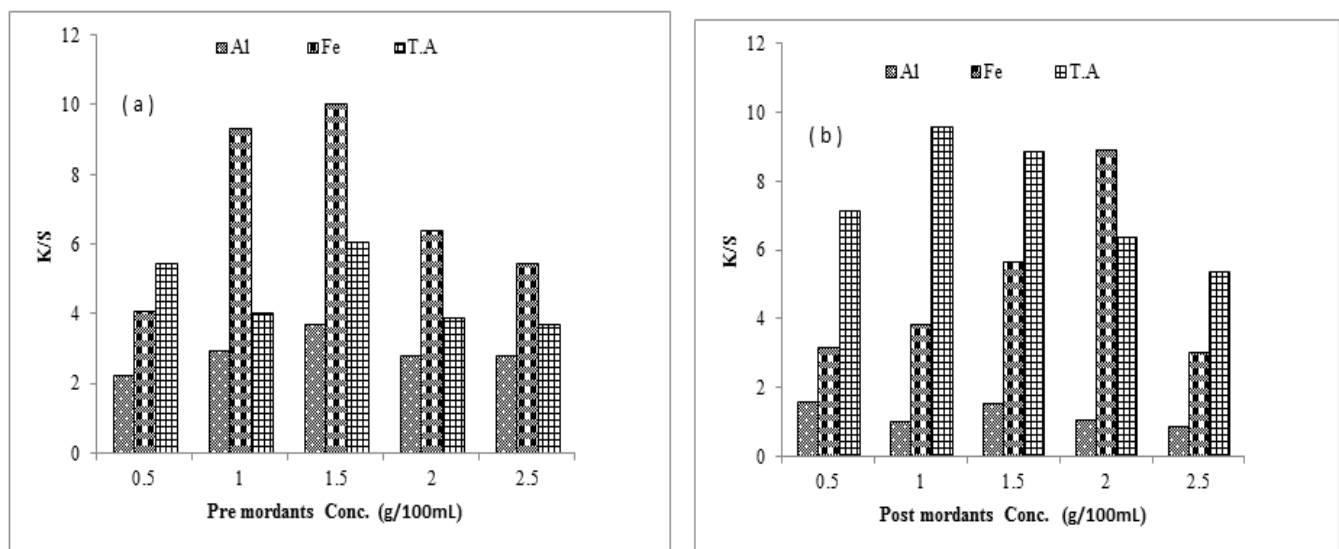 12
10
8
6
4
2
0
K/S
( a )
Al Fe T.A
0.5 1 1.5 2 2.5
Pre mordants Conc. (g/100mL)
12
10
8
6
4
2
0
K/S
( b )
Al Fe T.A
0.5 1 1.5 2 2.5
Post mordants Conc. (g/100mL)